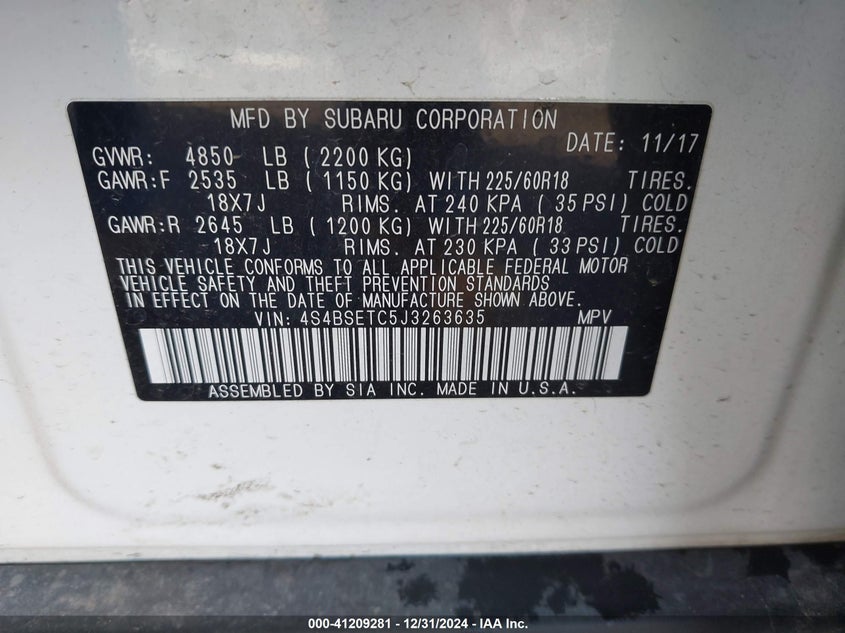 MFD BY SUBARU CORPORATION
DATE: 11/17
GVWR: 4850 LB ( 2200 KG)
GAWR:F 2535 LB ( 1150 KG) WITH 225/60R18 TIRES.
18X7J RIMS. AT 240 KPA ( 35 PSI) COLD
GAWR:R 2645 LB ( 1200 KG) WITH 225/60R18 TIRES.
18X7J RIMS. AT 230 KPA ( 33 PSI) COLD
THIS VEHICLE CONFORMS TO ALL APPLICABLE FEDERAL MOTOR
VEHICLE SAFETY AND THEFT PREVENTION STANDARDS
IN EFFECT ON THE DATE OF MANUFACTURE SHOWN ABOVE.
VIN: 4S4BSETC5J3263635 MPV
ASSEMBLED BY SIA INC. MADE IN U.S.A.
000-41209281 - 12/31/2024 - IAA Inc.